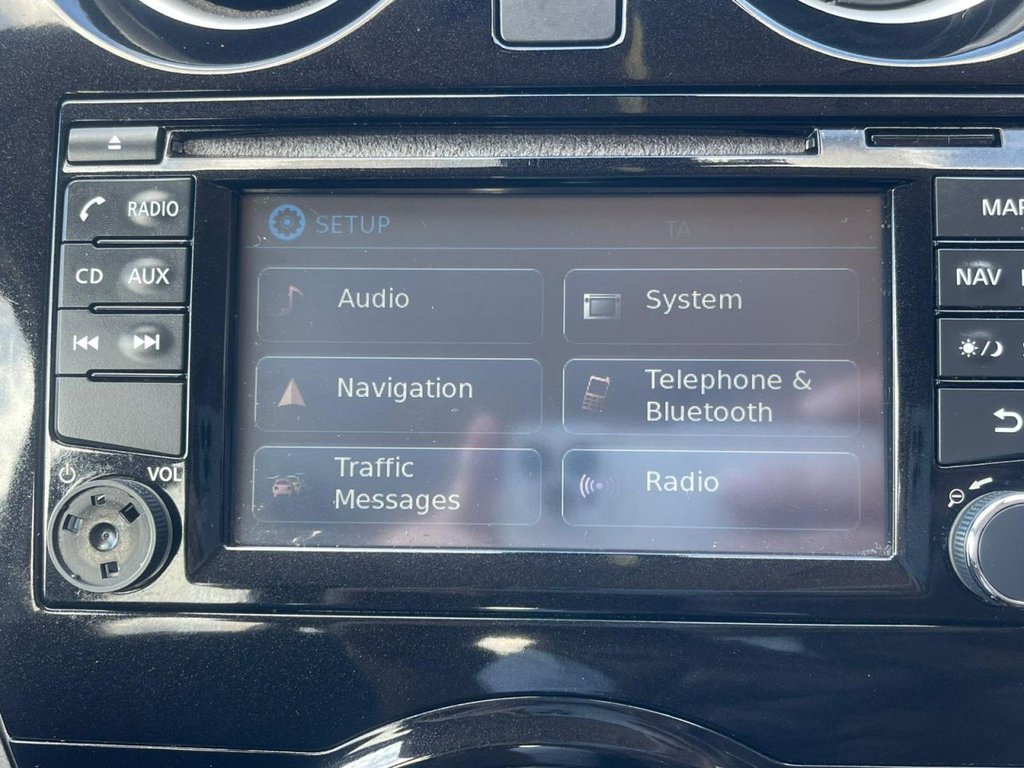 RADIO
CD AUX
VOL
SETUP
TA
Audio
System
Navigation
Telephone &
Bluetooth
Traffic
Messages
Radio
NAV